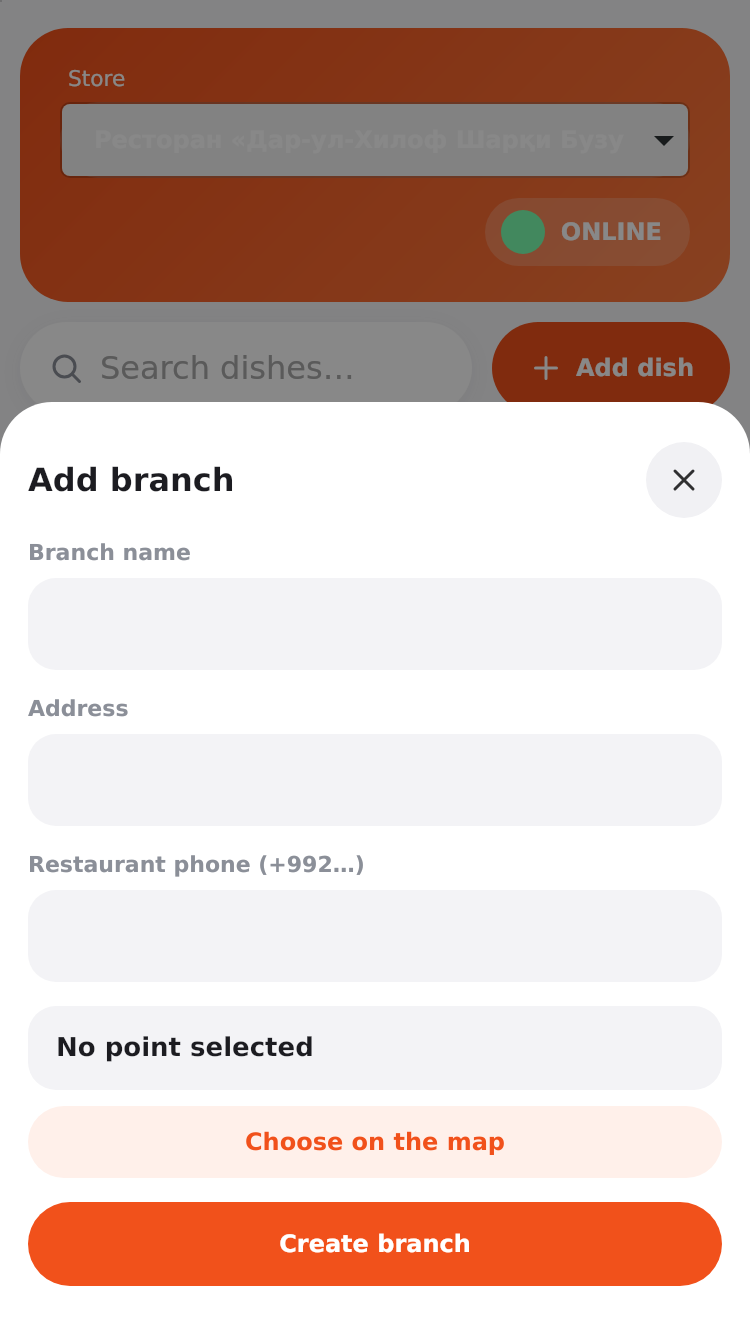 Store
Ресторан «Дар-ул-Хилоф Шарқи Бузу
ONLINE
Search dishes…
Add dish
Add branch
Branch name
Address
Restaurant phone (+992…)
No point selected
Choose on the map
Create branch